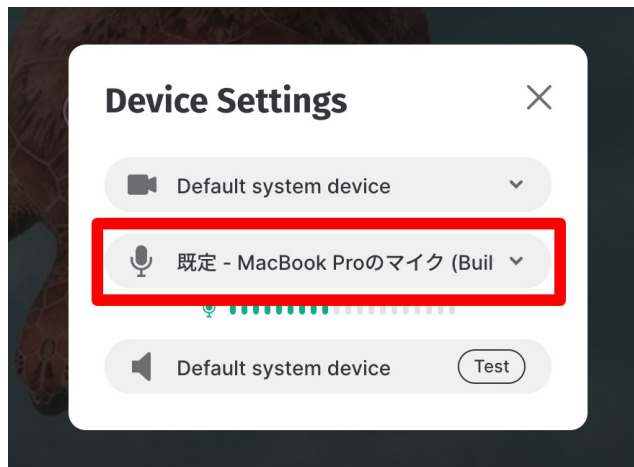 Device Settings
Default system device
既定 - MacBook Proのマイク (Buil
Default system device
Test